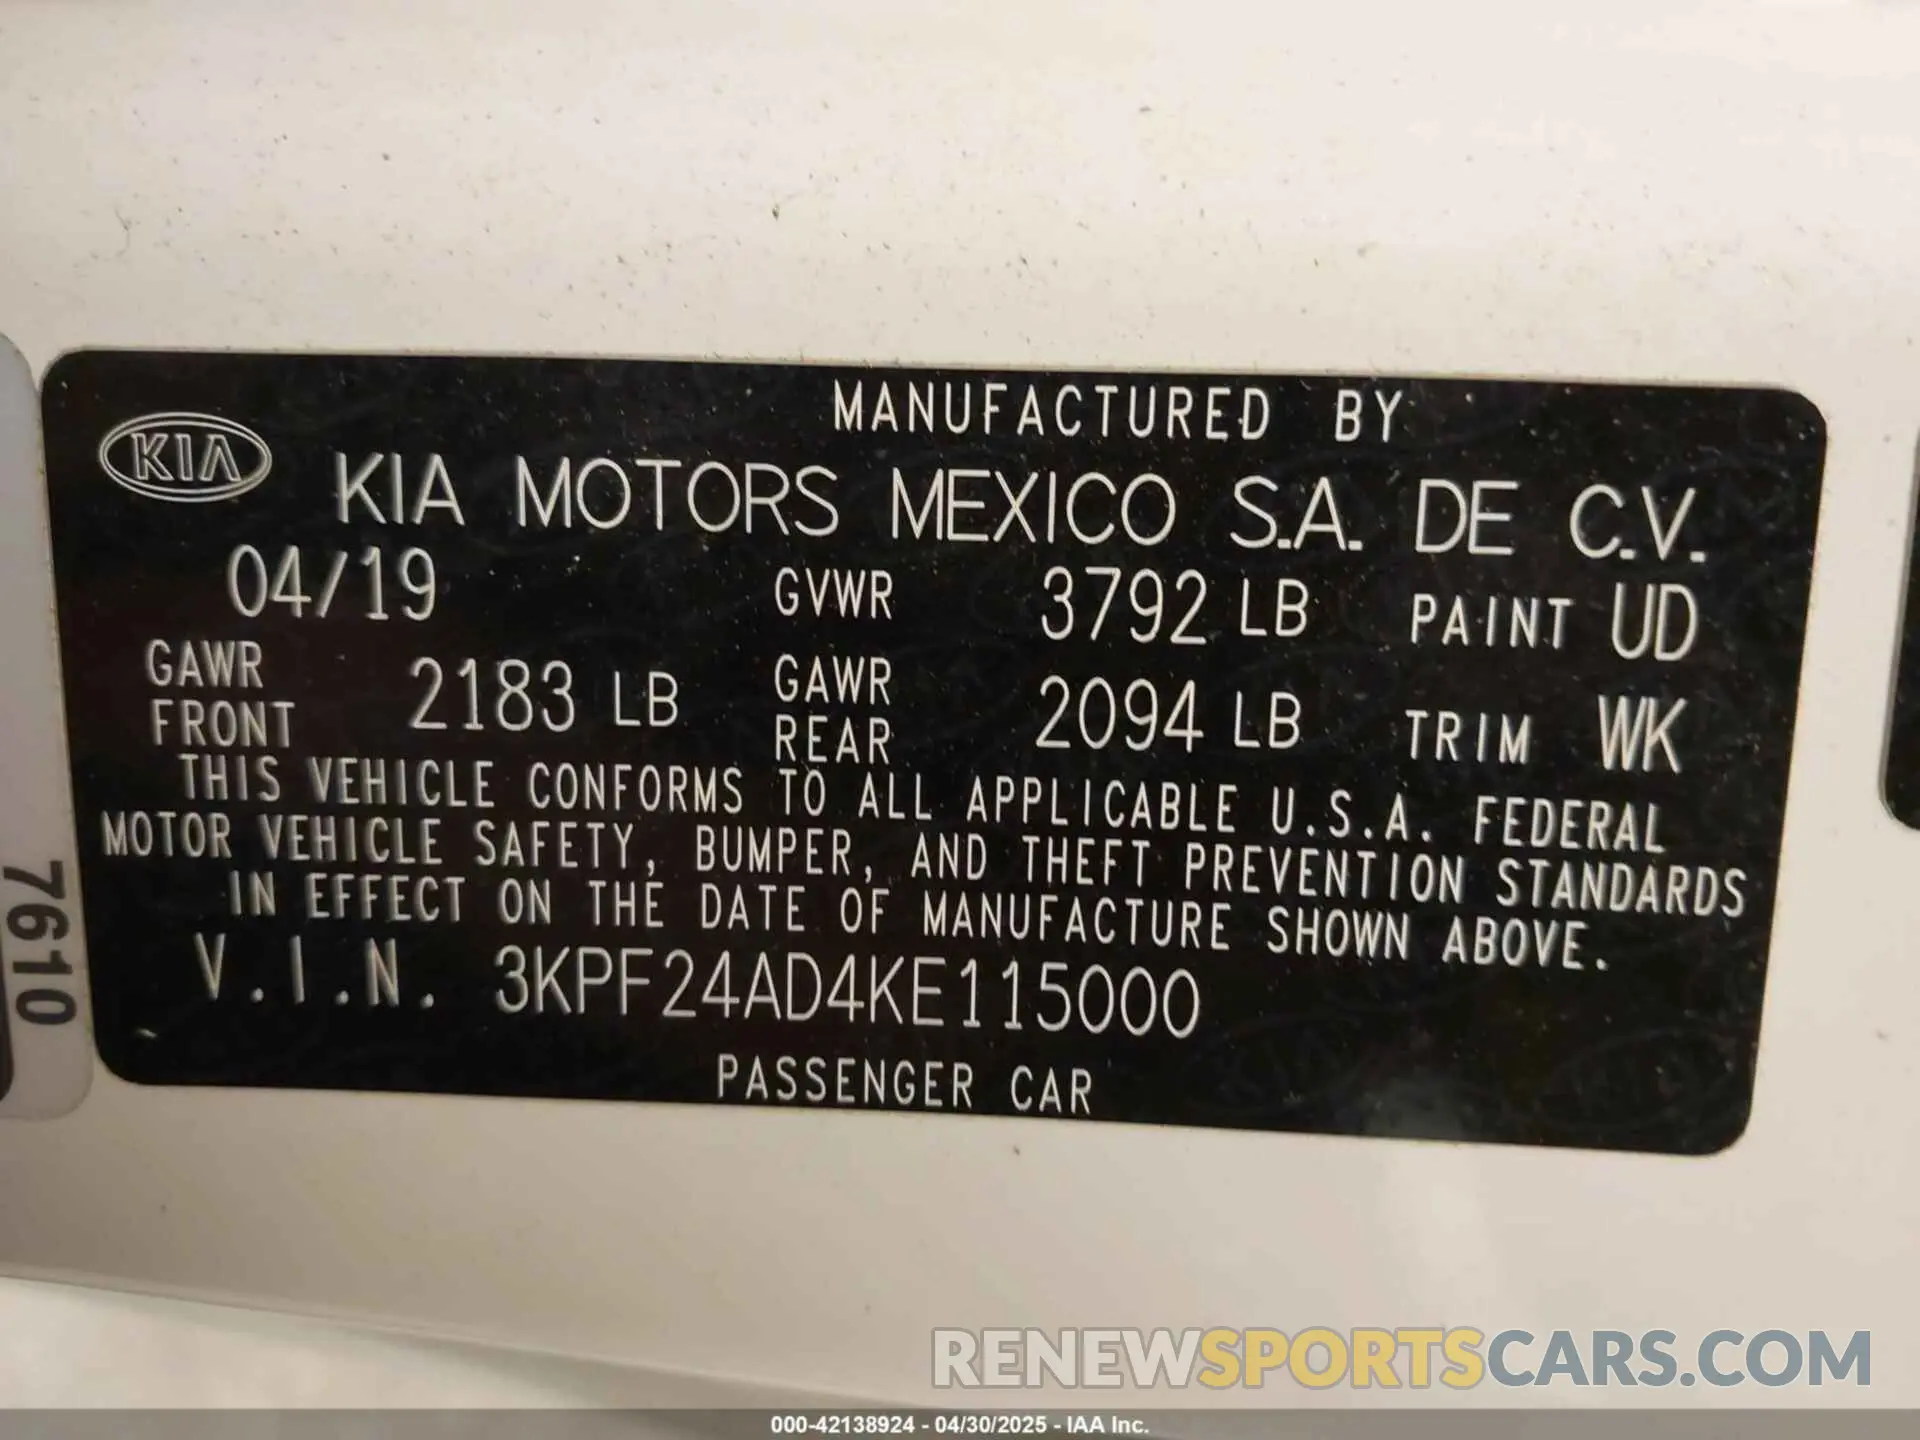 MANUFACTURED BY
KIA KIA MOTORS MEXICO S.A. DE C.V.
04/19 GVWR 3792 LB PAINT UD
GAWR FRONT 2183 LB GAWR REAR 2094 LB TRIM WK
THIS VEHICLE CONFORMS TO ALL APPLICABLE U.S.A. FEDERAL
MOTOR VEHICLE SAFETY, BUMPER, AND THEFT PREVENTION STANDARDS
IN EFFECT ON THE DATE OF MANUFACTURE SHOWN ABOVE.
V.I.N. 3KPF24AD4KE115000
PASSENGER CAR
7610
RENEWSPORTSCARS.COM
000-42138924 - 04/30/2025 - IAA Inc.